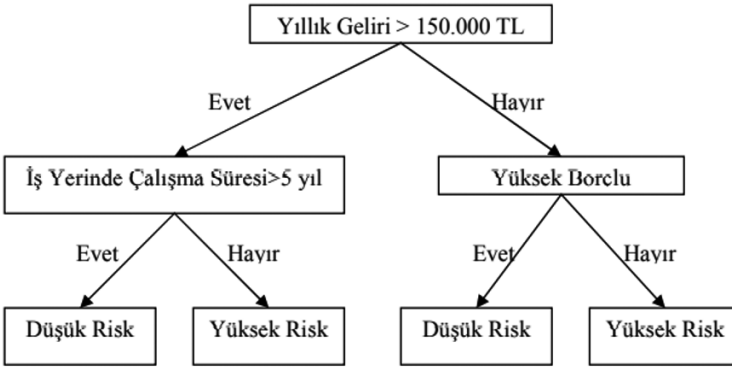 Yıllık Geliri > 150.000 TL
Evet
Hayır
İş Yerinde Çalışma Süresi>5 yıl
Yüksek Borclu
Evet
Hayır
Evet
Hayır
Düşük Risk
Yüksek Risk
Düşük Risk
Yüksek Risk